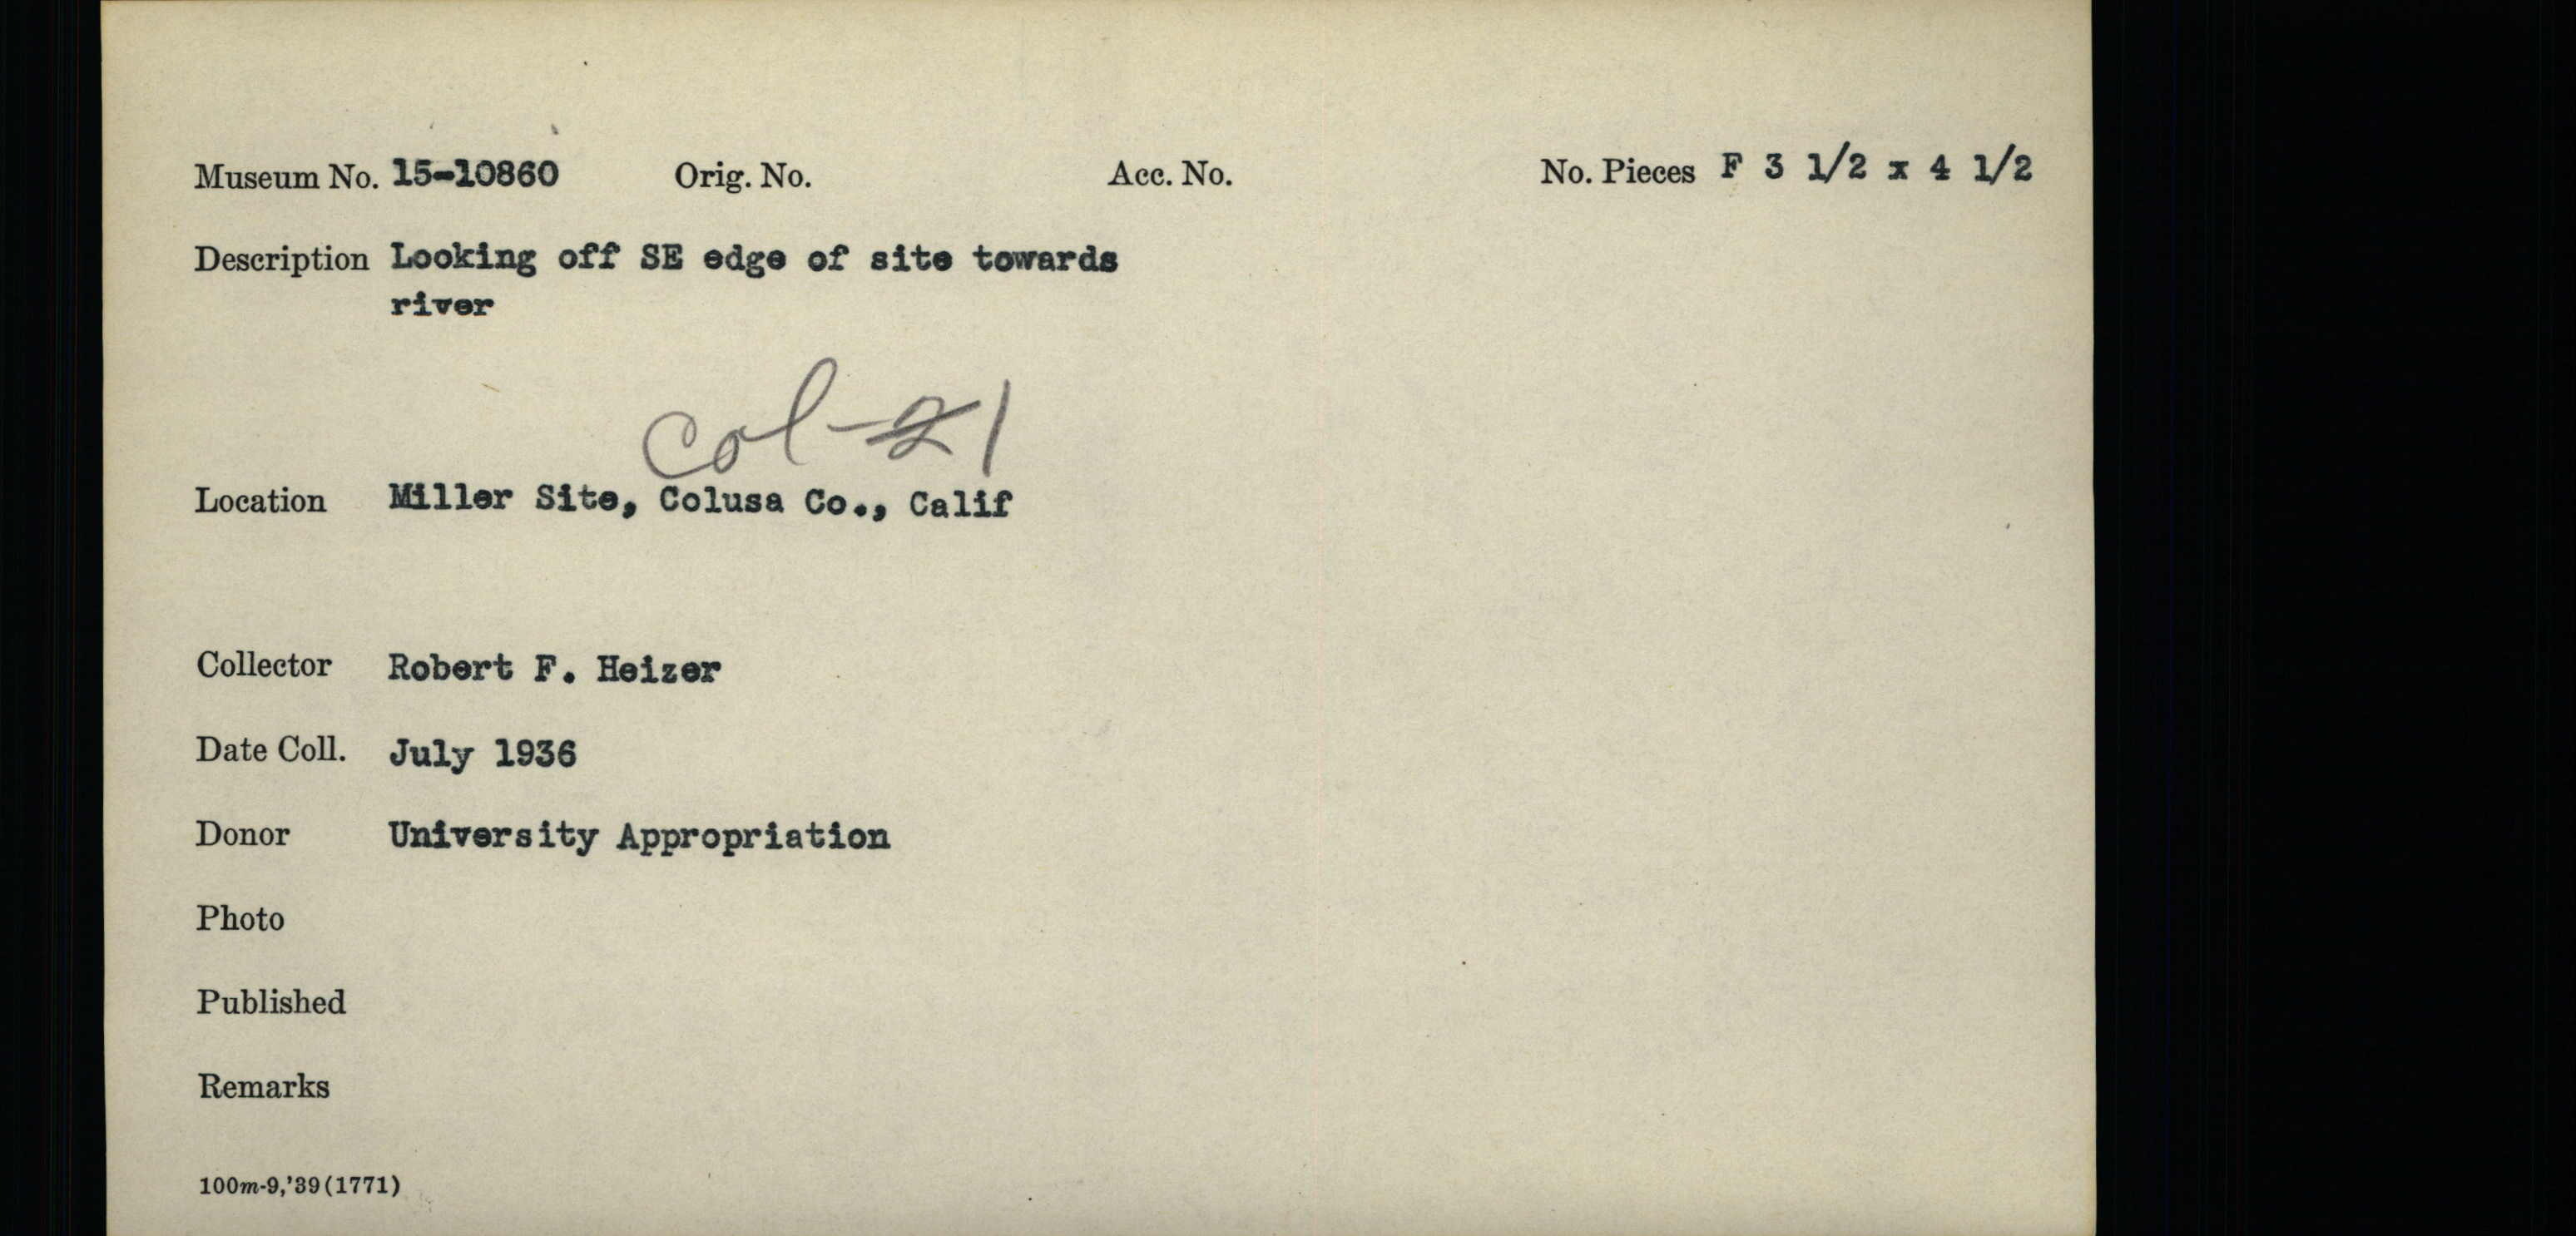 Museum No. 15-10860 Orig. No. Acc. No. No. Pieces F 3 1/2 x 4 1/2
Description Looking off SE edge of site towards
river
Col-1
Location Miller Site, Colusa Co., Calif
Collector Robert F. Heizer
Date Coll. July 1936
Donor University Appropriation
Photo
Published
Remarks
100m-9,'39(1771)